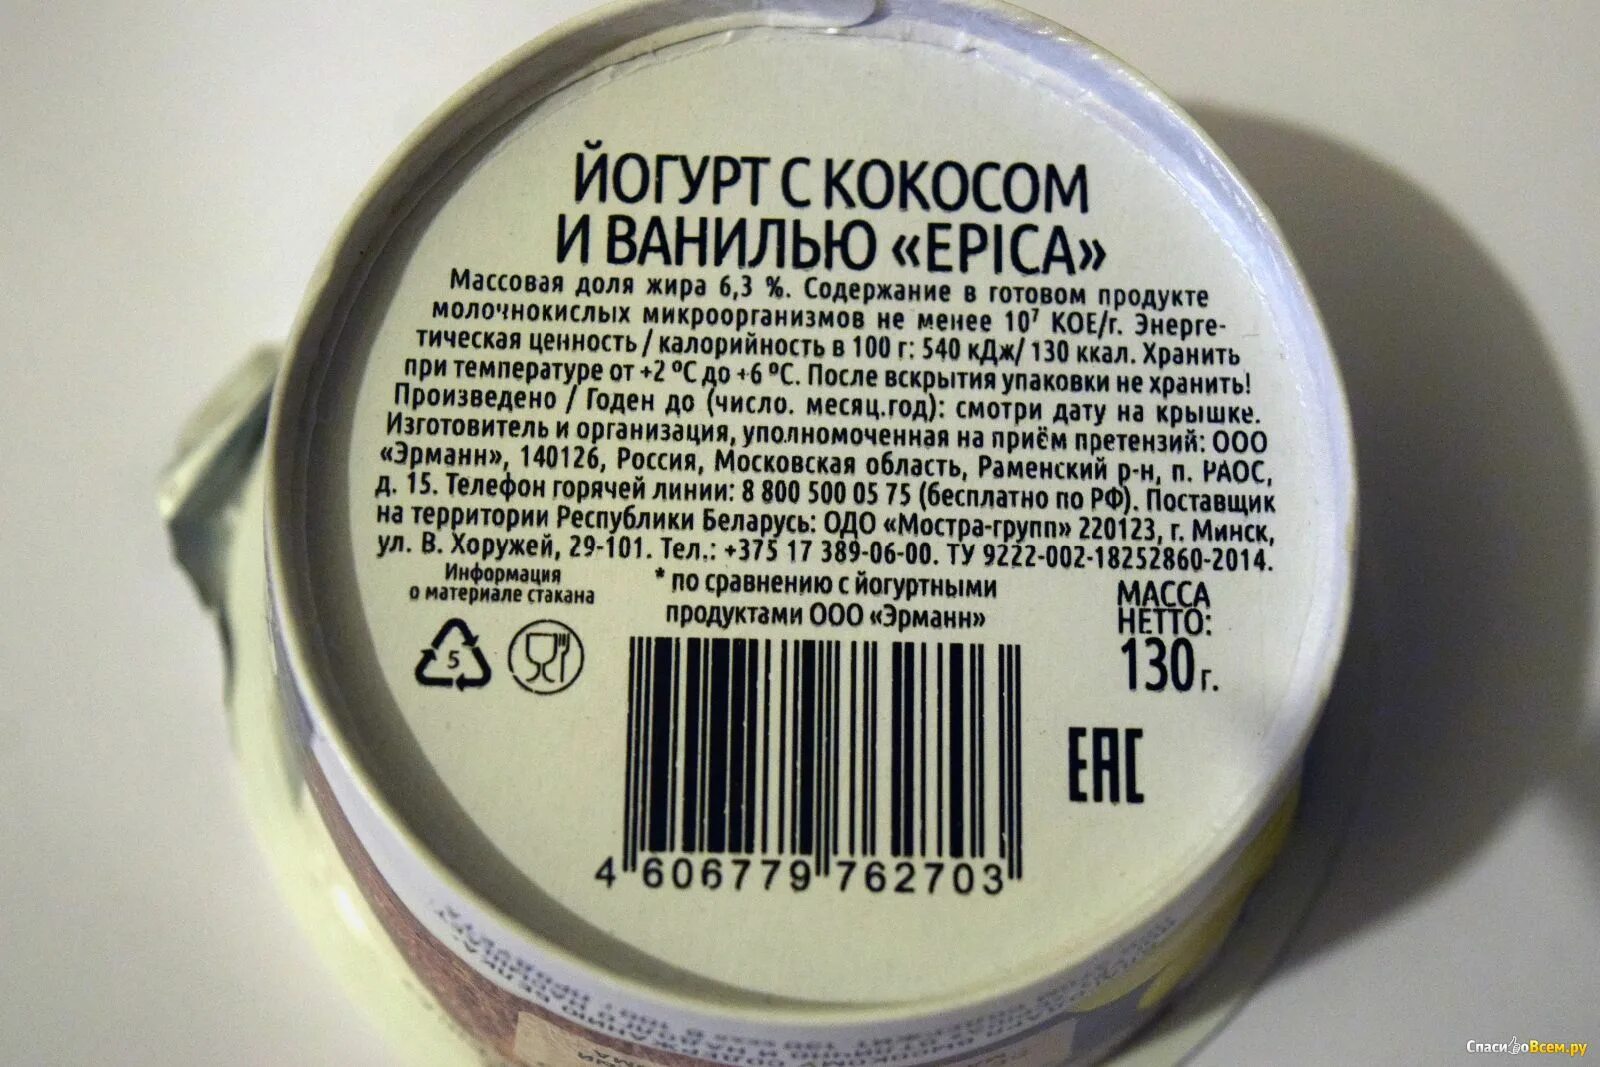 ЙОГУРТ С КОКОСОМ
И ВАНИЛЬЮ «EPICA»
Массовая доля жира 6,3 %. Содержание в готовом продукте
молочнокислых микроорганизмов не менее 10⁷ КОЕ/г. Энерге-
тическая ценность / калорийность в 100 г: 540 кДж/ 130 ккал. Хранить
при температуре от +2 ºС до +6 ºС. После вскрытия упаковки не хранить!
Произведено / Годен до (число. месяц.год): смотри дату на крышке.
Изготовитель и организация, уполномоченная на приём претензий: ООО
«Эрманн», 140126, Россия, Московская область, Раменский р-н, п. РАОС,
д. 15. Телефон горячей линии: 8 800 500 05 75 (бесплатно по РФ). Поставщик
на территории Республики Беларусь: ОДО «Мостра-групп» 220123, г. Минск,
ул. В. Хоружей, 29-101. Тел.: +375 17 389-06-00. ТУ 9222-002-18252860-2014.
Информация
о материале стакана
* по сравнению с йогуртными
продуктами ООО «Эрманн»
МАССА
НЕТТО:
130 г.
5
EAC
4 606779 762703
СпасибоВсем.ру